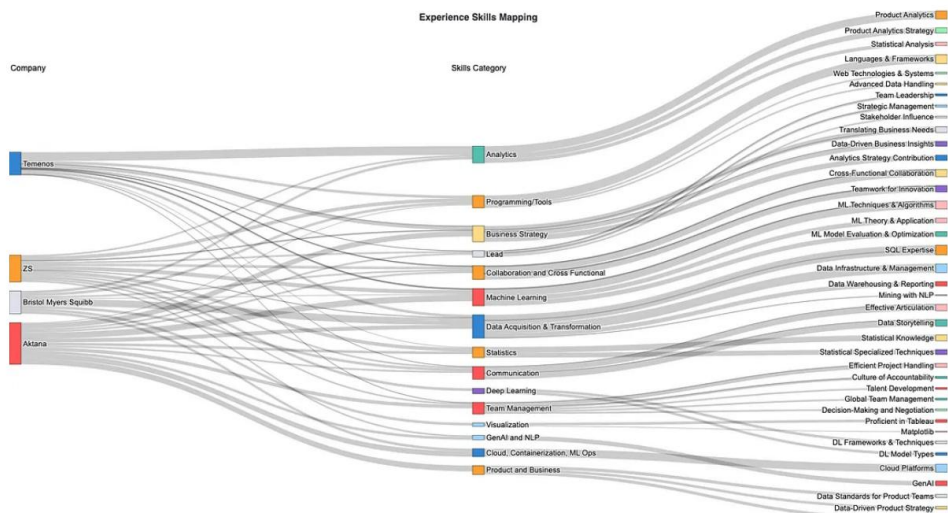 Experience Skills Mapping
Company
Skills Category
Temenos
ZS
Bristol Myers Squibb
Aktana
Analytics
Programming/Tools
Business Strategy
Lead
Collaboration and Cross Functional
Machine Learning
Data Acquisition & Transformation
Statistics
Communication
Deep Learning
Team Management
Visualization
GenAI and NLP
Cloud, Containerization, ML Ops
Product and Business
Product Analytics
Product Analytics Strategy
Statistical Analysis
Languages & Frameworks
Web Technologies & Systems
Advanced Data Handling
Team Leadership
Strategic Management
Stakeholder Influence
Translating Business Needs
Data-Driven Business Insights
Analytics Strategy Contribution
Cross-Functional Collaboration
Teamwork for Innovation
ML Techniques & Algorithms
ML Theory & Application
ML Model Evaluation & Optimization
SQL Expertise
Data Infrastructure & Management
Data Warehousing & Reporting
Mining with NLP
Effective Articulation
Data Storytelling
Statistical Knowledge
Statistical Specialized Techniques
Efficient Project Handling
Culture of Accountability
Talent Development
Global Team Management
Decision-Making and Negotiation
Proficient in Tableau
Matplotlib
DL Frameworks & Techniques
DL Model Types
Cloud Platforms
GenAI
Data Standards for Product Teams
Data-Driven Product Strategy